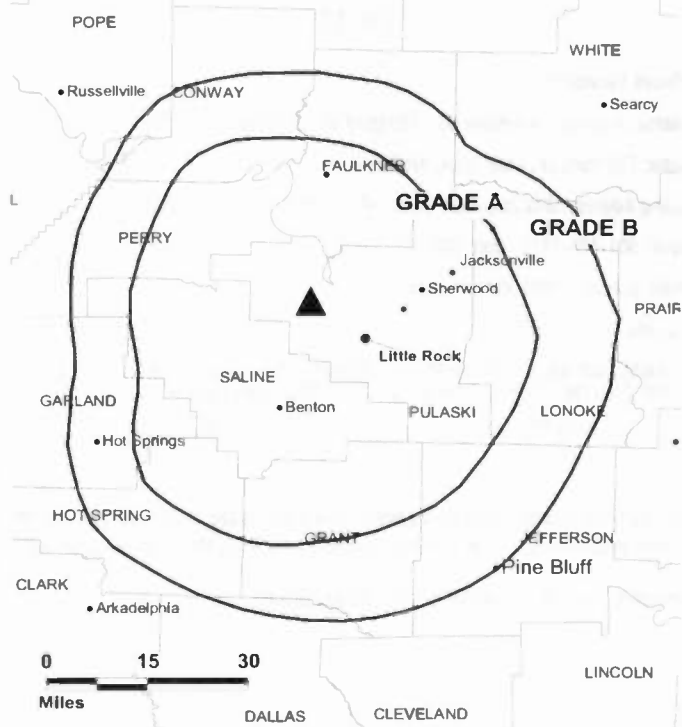 POPE
WHITE
Russellville
CONWAY
Searcy
FAULKNER
L
GRADE A
GRADE B
PERRY
Jacksonville
Sherwood
PRAIR
Little Rock
SALINE
GARLAND
Benton
PULASKI
LONOKE
Hot Springs
HOT SPRING
GRANT
JEFFERSON
Pine Bluff
CLARK
Arkadelphia
0 15 30
Miles
LINCOLN
DALLAS
CLEVELAND